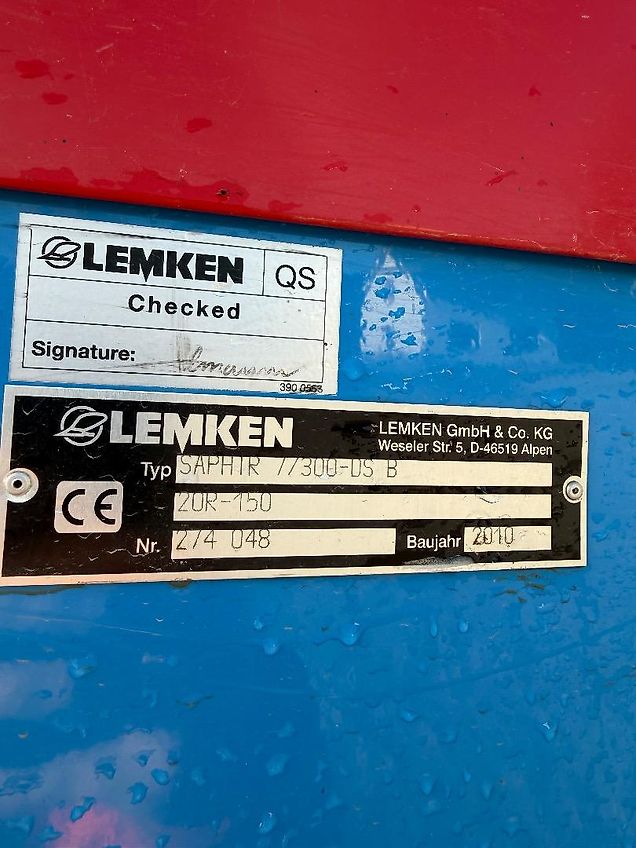 LEMKEN QS
Checked
Signature:
390 0553
LEMKEN
LEMKEN GmbH & Co. KG
Weseler Str. 5, D-46519 Alpen
Typ SAPHIR 7/300-DS B
CE 20R-150
Nr. 274 048 Baujahr 2010